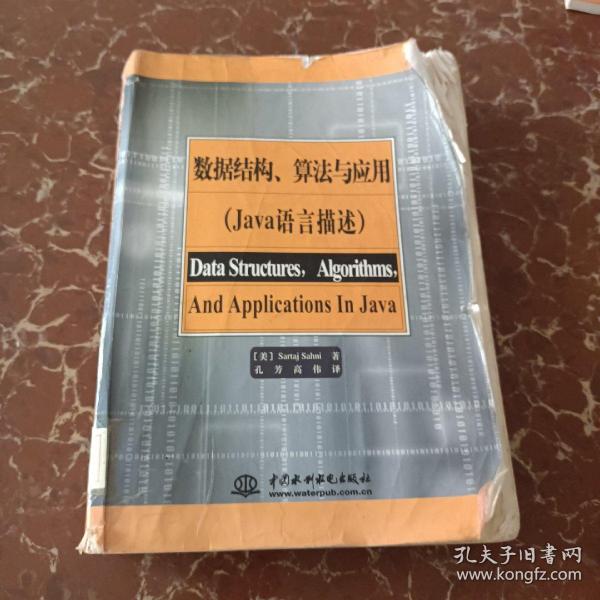 数据结构、算法与应用
（Java语言描述）
Data Structures, Algorithms,
And Applications In Java
［美］ Sartaj Sahni 著
孔 芳 高 伟 译
中国水利水电出版社
www.waterpub.com.cn
孔夫子旧书网
www.kongfz.com